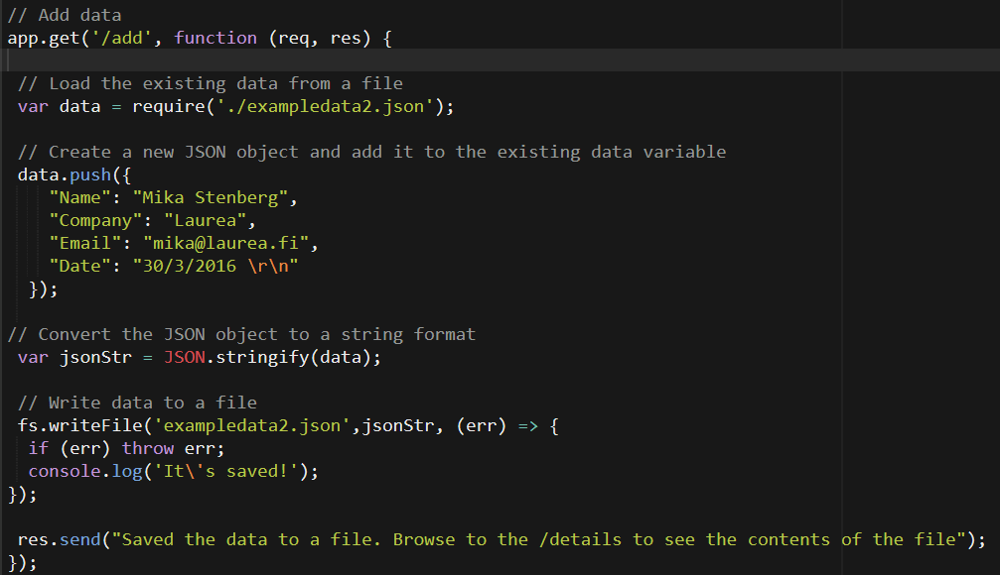 // Add data
app.get('/add', function (req, res) {
// Load the existing data from a file
var data = require('./exampledata2.json');
// Create a new JSON object and add it to the existing data variable
data.push({
"Name": "Mika Stenberg",
"Company": "Laurea",
"Email": "mika@laurea.fi",
"Date": "30/3/2016 \r\n"
});
// Convert the JSON object to a string format
var jsonStr = JSON.stringify(data);
// Write data to a file
fs.writeFile('exampledata2.json',jsonStr, (err) => {
if (err) throw err;
console.log('It\'s saved!');
});
res.send("Saved the data to a file. Browse to the /details to see the contents of the file");
});